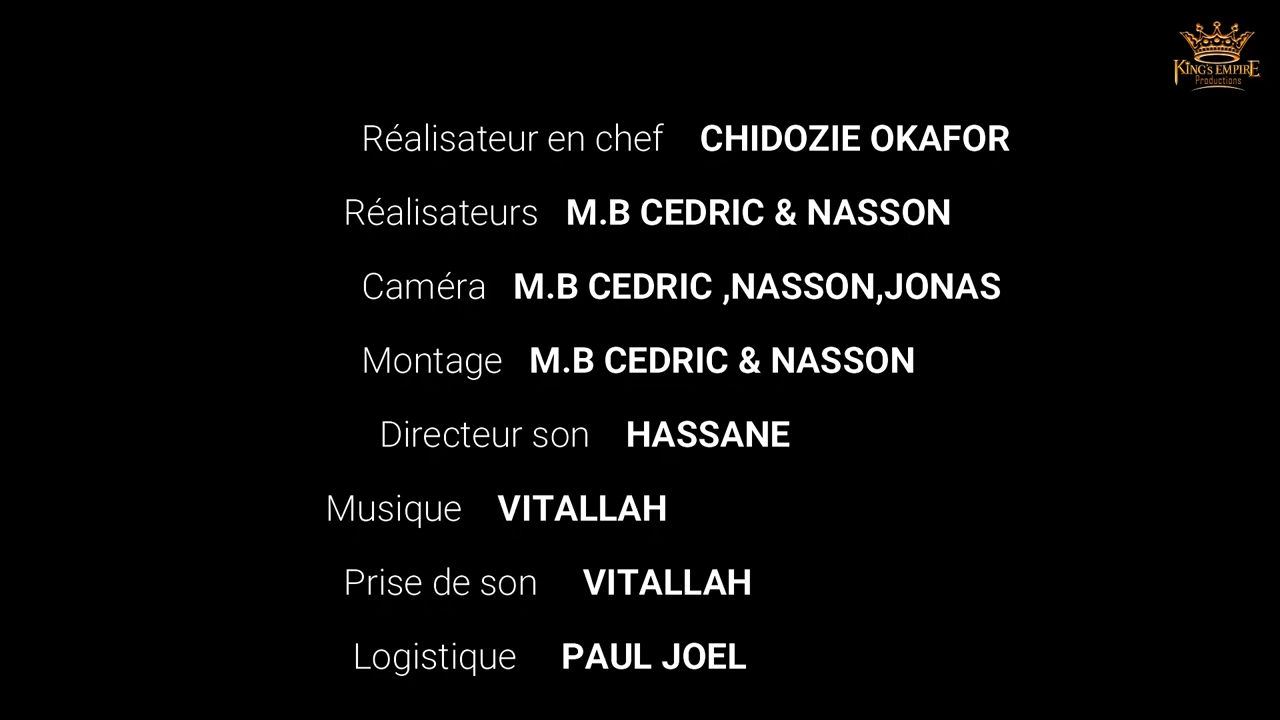 KING'S EMPIRE
Productions
Réalisateur en chef CHIDOZIE OKAFOR
Réalisateurs M.B CEDRIC & NASSON
Caméra M.B CEDRIC ,NASSON,JONAS
Montage M.B CEDRIC & NASSON
Directeur son HASSANE
Musique VITALLAH
Prise de son VITALLAH
Logistique PAUL JOEL